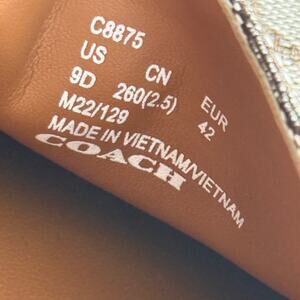 C8875
US CN EUR
9D 260(2.5) 42
M22/129
MADE IN VIETNAM/VIETNAM
COACH